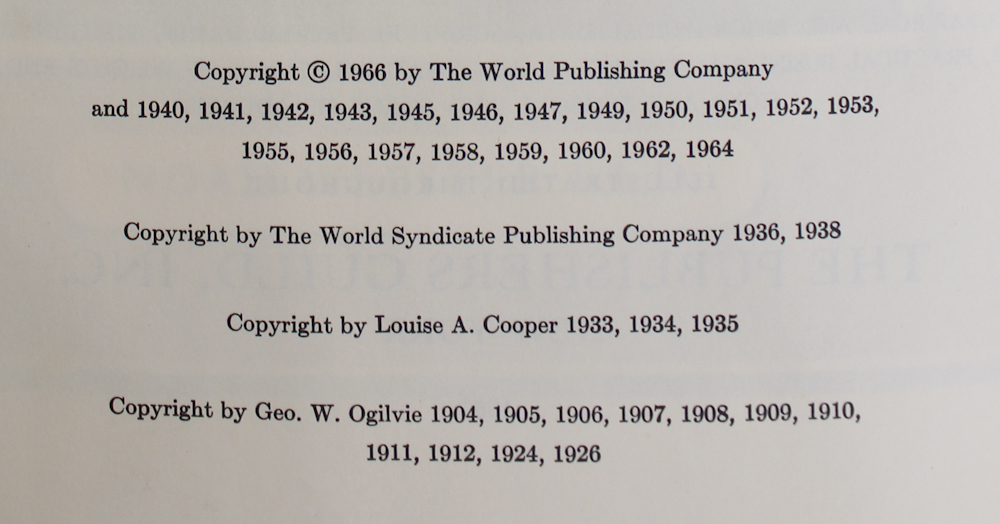 Copyright © 1966 by The World Publishing Company
and 1940, 1941, 1942, 1943, 1945, 1946, 1947, 1949, 1950, 1951, 1952, 1953,
1955, 1956, 1957, 1958, 1959, 1960, 1962, 1964
Copyright by The World Syndicate Publishing Company 1936, 1938
Copyright by Louise A. Cooper 1933, 1934, 1935
Copyright by Geo. W. Ogilvie 1904, 1905, 1906, 1907, 1908, 1909, 1910,
1911, 1912, 1924, 1926